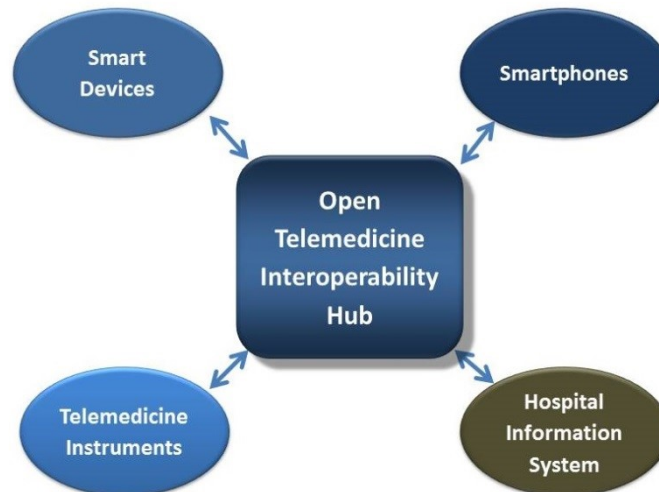 Smart
Devices
Smartphones
Open
Telemedicine
Interoperability
Hub
Telemedicine
Instruments
Hospital
Information
System